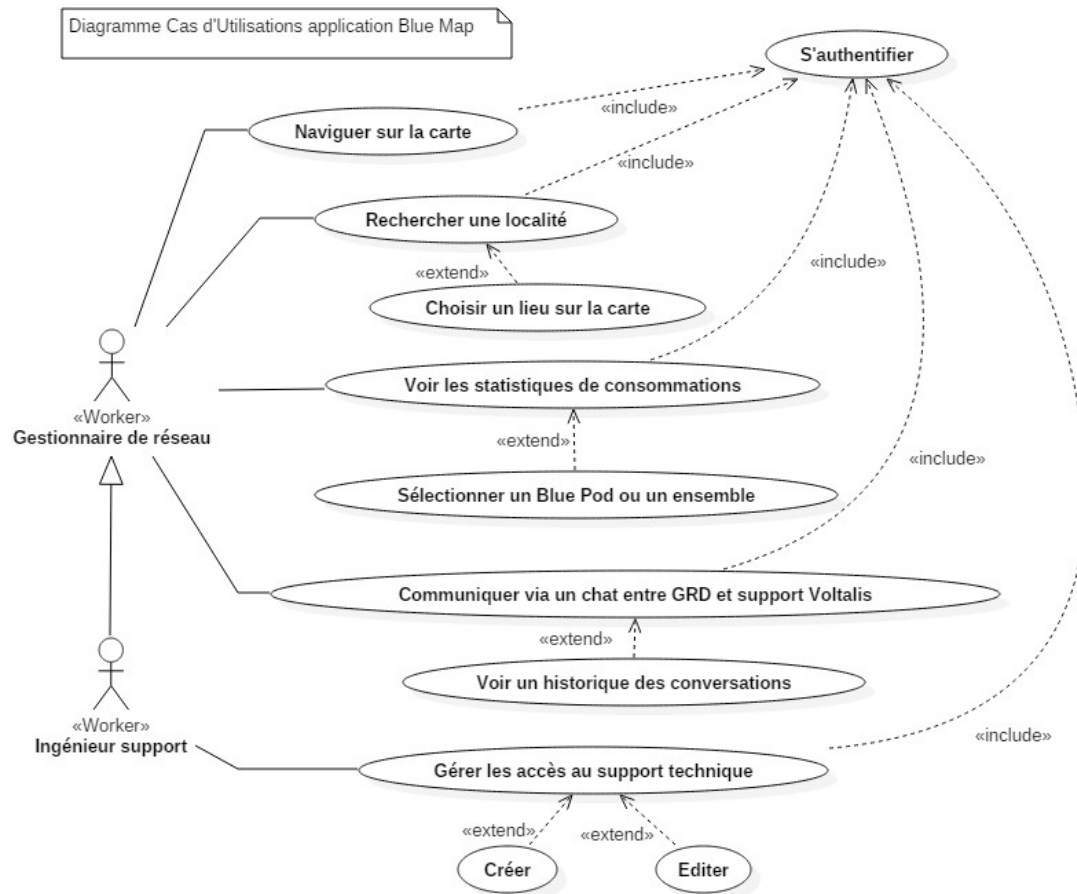 Diagramme Cas d'Utilisations application Blue Map
S'authentifier
«include»
Naviguer sur la carte
«include»
Rechercher une localité
«include»
«extend»
Choisir un lieu sur la carte
Voir les statistiques de consommations
«Worker»
Gestionnaire de réseau
«extend»
«include»
Sélectionner un Blue Pod ou un ensemble
Communiquer via un chat entre GRD et support Voltalis
«extend»
Voir un historique des conversations
«Worker»
Ingénieur support
«include»
Gérer les accès au support technique
«extend»
«extend»
Créer
Editer